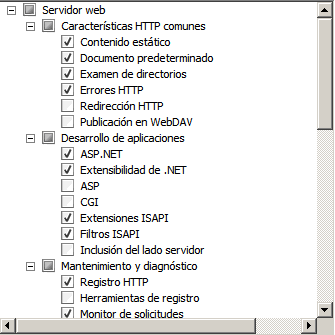 Servidor web
Características HTTP comunes
Contenido estático
Documento predeterminado
Examen de directorios
Errores HTTP
Redirección HTTP
Publicación en WebDAV
Desarrollo de aplicaciones
ASP.NET
Extensibilidad de .NET
ASP
CGI
Extensiones ISAPI
Filtros ISAPI
Inclusión del lado servidor
Mantenimiento y diagnóstico
Registro HTTP
Herramientas de registro
Monitor de solicitudes